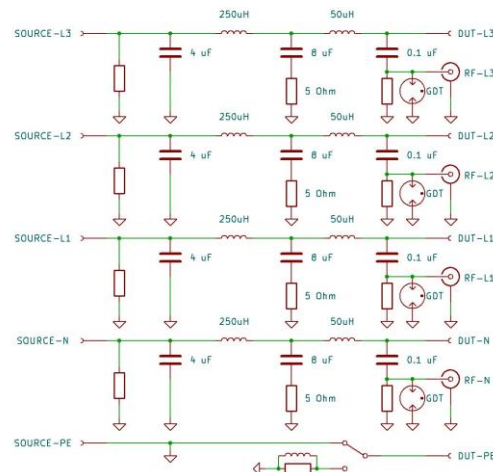 250uH 50uH
SOURCE-L3 DUT-L3
4 uF 8 uF 0.1 uF
RF-L3
5 Ohm GDT
250uH 50uH
SOURCE-L2 DUT-L2
4 uF 8 uF 0.1 uF
RF-L2
5 Ohm GDT
250uH 50uH
SOURCE-L1 DUT-L1
4 uF 8 uF 0.1 uF
RF-L1
5 Ohm GDT
250uH 50uH
SOURCE-N DUT-N
4 uF 8 uF 0.1 uF
RF-N
5 Ohm GDT
SOURCE-PE DUT-PE